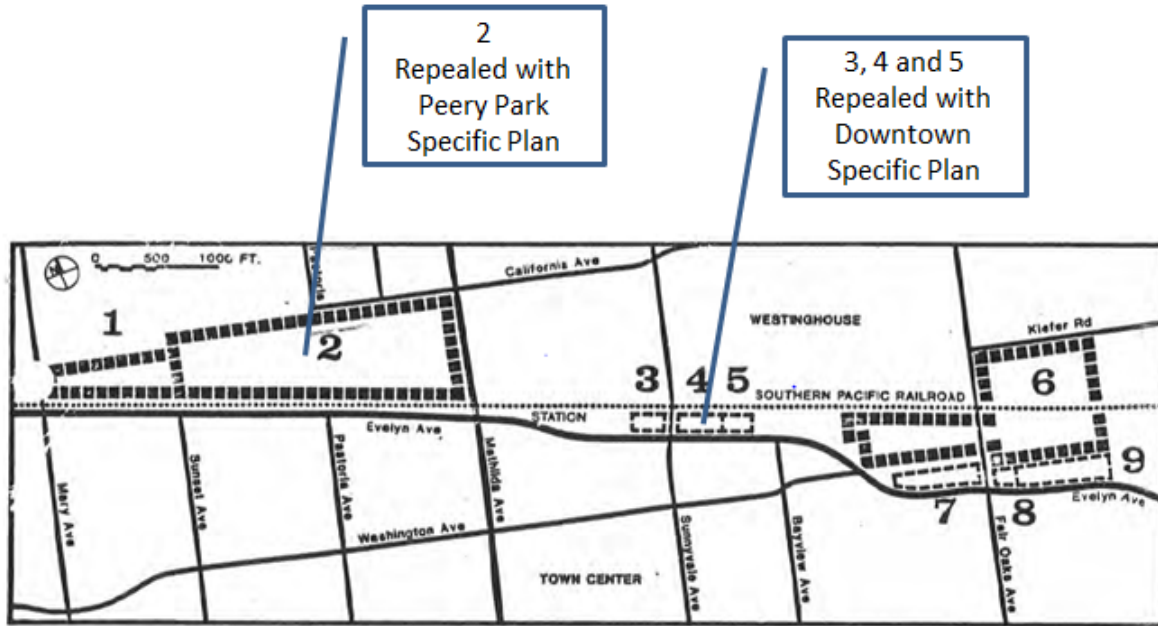 2
Repealed with
Peery Park
Specific Plan
3, 4 and 5
Repealed with
Downtown
Specific Plan
N
0 500 1000 FT.
California Ave
1
2
WESTINGHOUSE
Kiefer Rd
3 4 5
6
SOUTHERN PACIFIC RAILROAD
STATION
Evelyn Ave
9
7 8
Evelyn Ave
Mary Ave
Sunset Ave
Pastoria Ave
Mathilda Ave
Washington Ave
Sunnyvale Ave
Bayview Ave
Fair Oaks Ave
TOWN CENTER